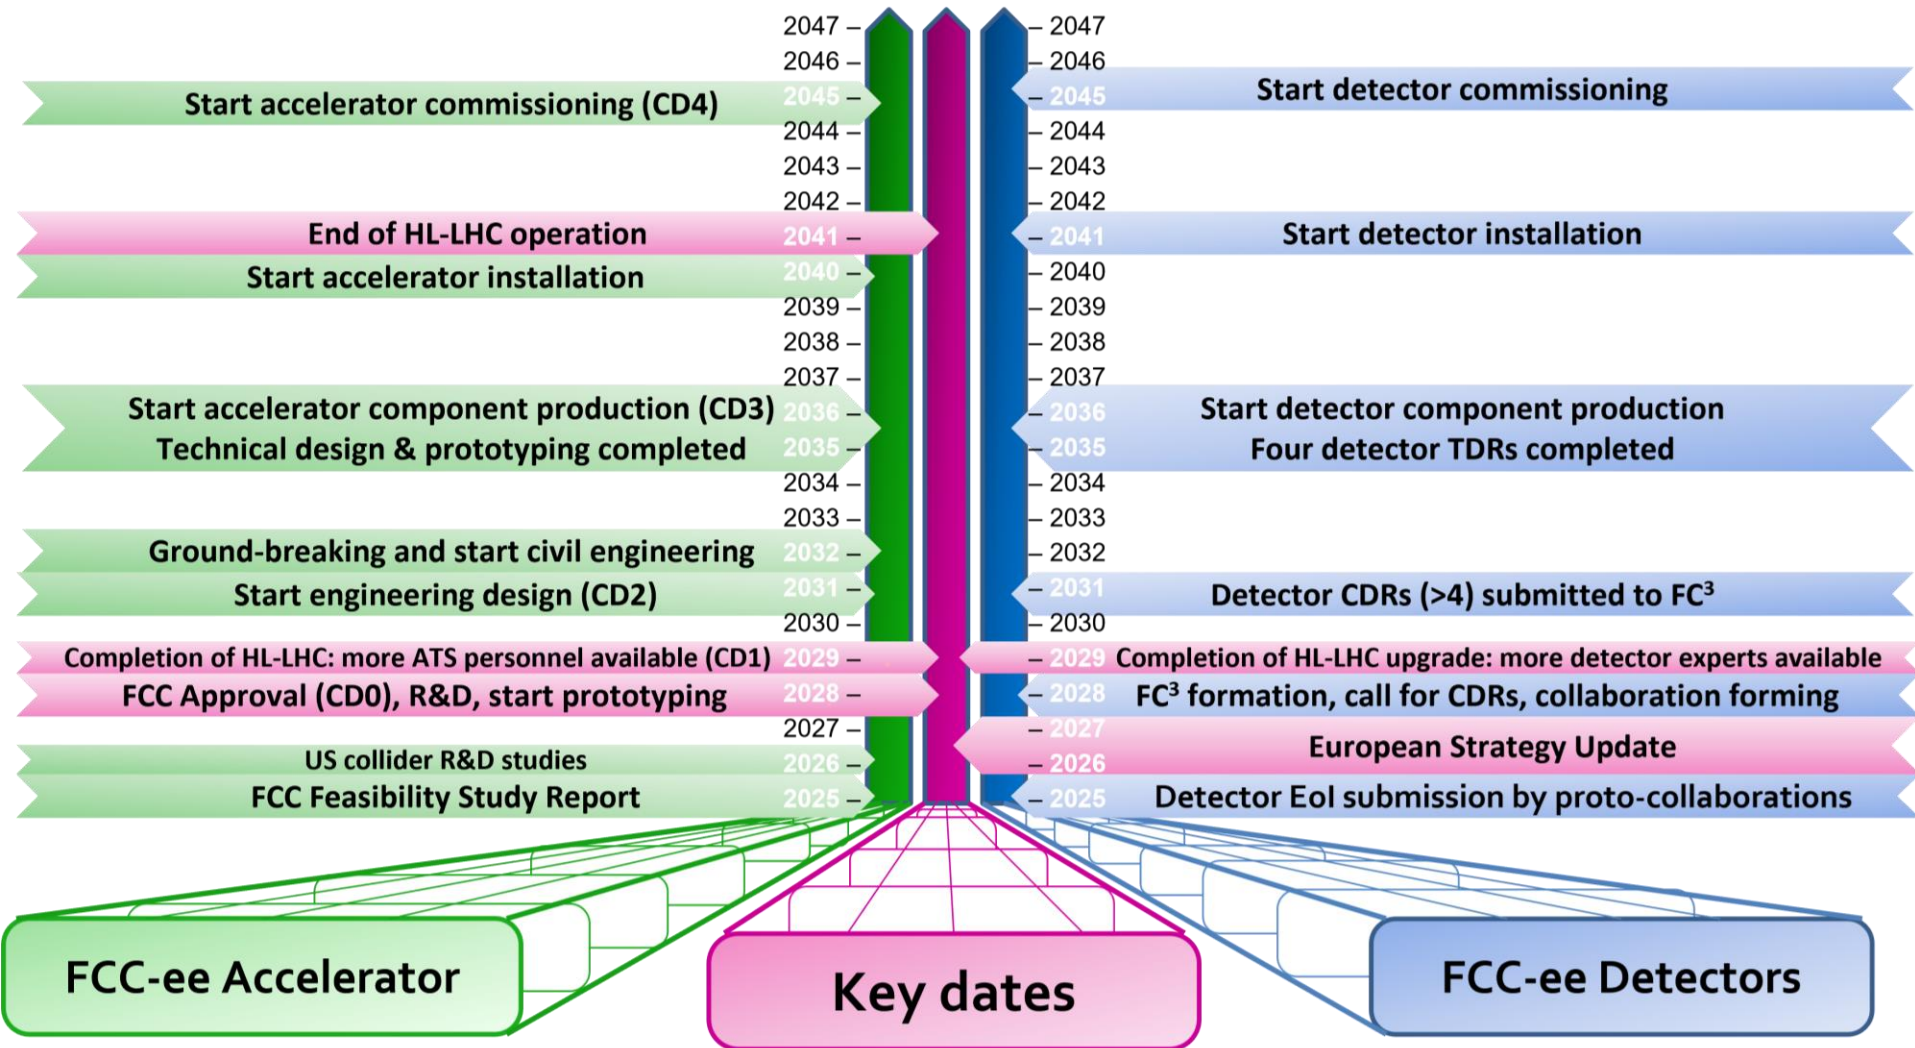 2047 – – 2047
2046 – – 2046
Start accelerator commissioning (CD4) 2045 – – 2045 Start detector commissioning
2044 – – 2044
2043 – – 2043
2042 – – 2042
End of HL-LHC operation 2041 – – 2041 Start detector installation
Start accelerator installation 2040 – – 2040
2039 – – 2039
2038 – – 2038
2037 – – 2037
Start accelerator component production (CD3) 2036 – – 2036 Start detector component production
Technical design & prototyping completed 2035 – – 2035 Four detector TDRs completed
2034 – – 2034
2033 – – 2033
Ground-breaking and start civil engineering 2032 – – 2032
Start engineering design (CD2) 2031 – – 2031 Detector CDRs (>4) submitted to FC³
2030 – – 2030
Completion of HL-LHC: more ATS personnel available (CD1) 2029 – – 2029 Completion of HL-LHC upgrade: more detector experts available
FCC Approval (CD0), R&D, start prototyping 2028 – – 2028 FC³ formation, call for CDRs, collaboration forming
2027 – – 2027
European Strategy Update
US collider R&D studies 2026 – – 2026
FCC Feasibility Study Report 2025 – – 2025 Detector EoI submission by proto-collaborations
FCC-ee Accelerator
Key dates
FCC-ee Detectors